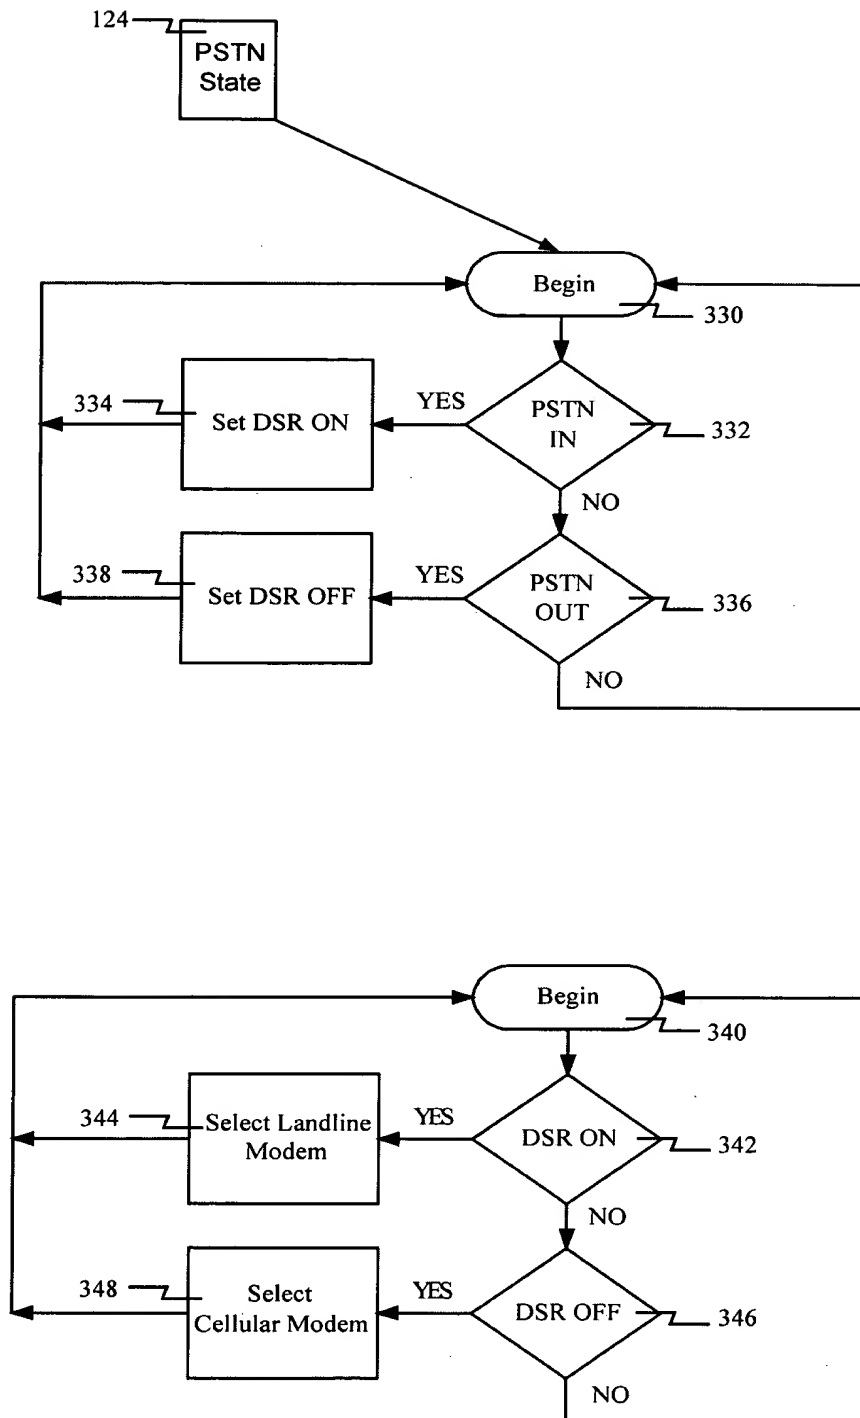 124
PSTN
State
Begin
330
334
Set DSR ON
YES
PSTN
IN
332
NO
338
Set DSR OFF
YES
PSTN
OUT
336
NO
Begin
340
344
Select Landline
Modem
YES
DSR ON
342
NO
348
Select
Cellular Modem
YES
DSR OFF
346
NO